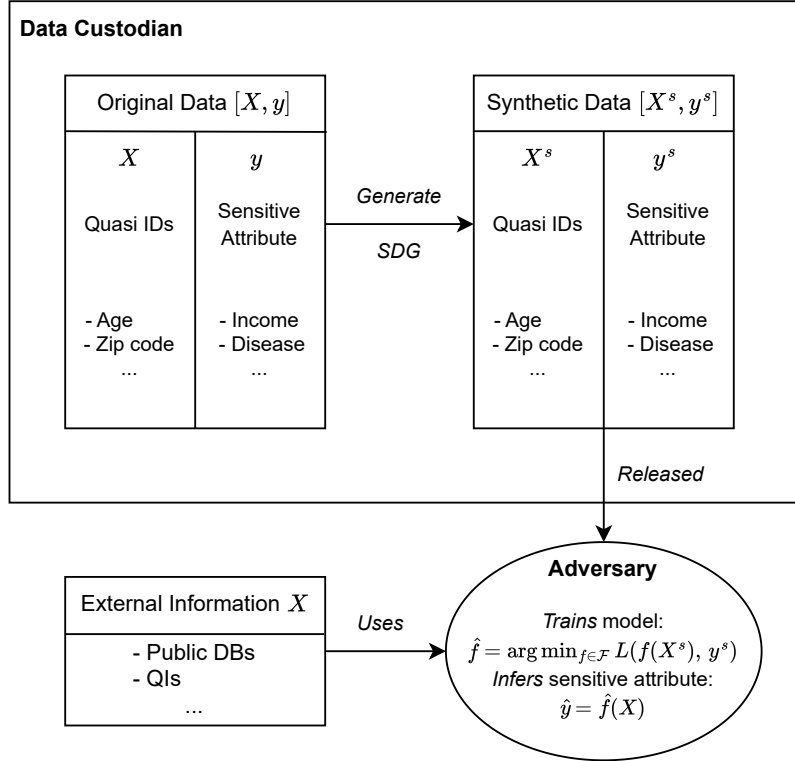 Data Custodian
Original Data [X, y]
X
y
Quasi IDs
Sensitive
Attribute
- Age
- Zip code
...
- Income
- Disease
...
Generate
SDG
Synthetic Data [X^s, y^s]
X^s
y^s
Quasi IDs
Sensitive
Attribute
- Age
- Zip code
...
- Income
- Disease
...
Released
External Information X
- Public DBs
- QIs
...
Uses
Adversary
Trains model:
f̂ = arg min_{f∈ℱ} L(f(X^s), y^s)
Infers sensitive attribute:
ŷ = f̂(X)